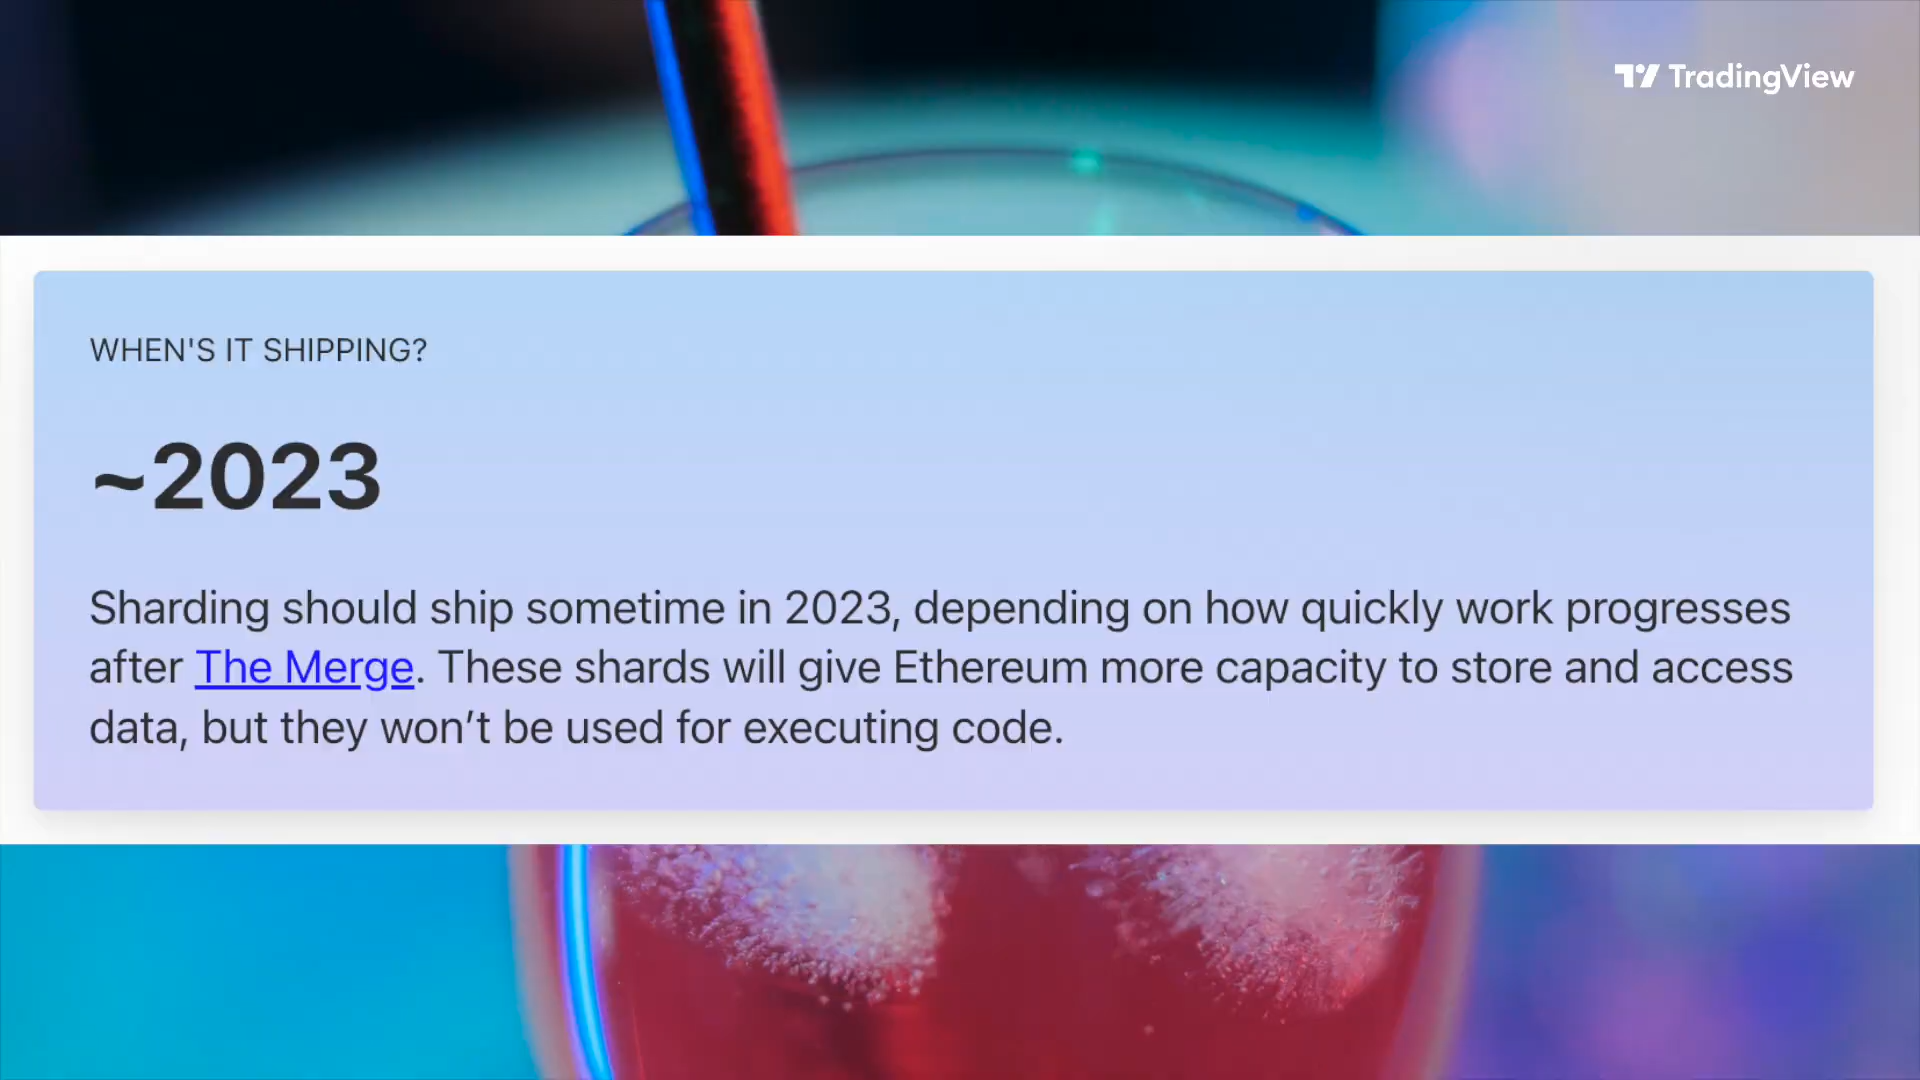 TradingView
WHEN'S IT SHIPPING?
~2023
Sharding should ship sometime in 2023, depending on how quickly work progresses
after The Merge. These shards will give Ethereum more capacity to store and access
data, but they won’t be used for executing code.